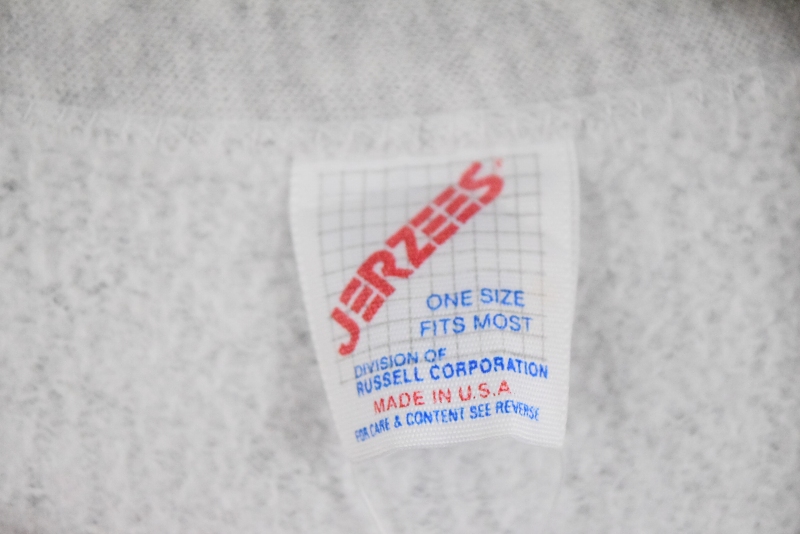 JERZEES
ONE SIZE
FITS MOST
DIVISION OF
RUSSELL CORPORATION
MADE IN U.S.A
FOR CARE & CONTENT SEE REVERSE